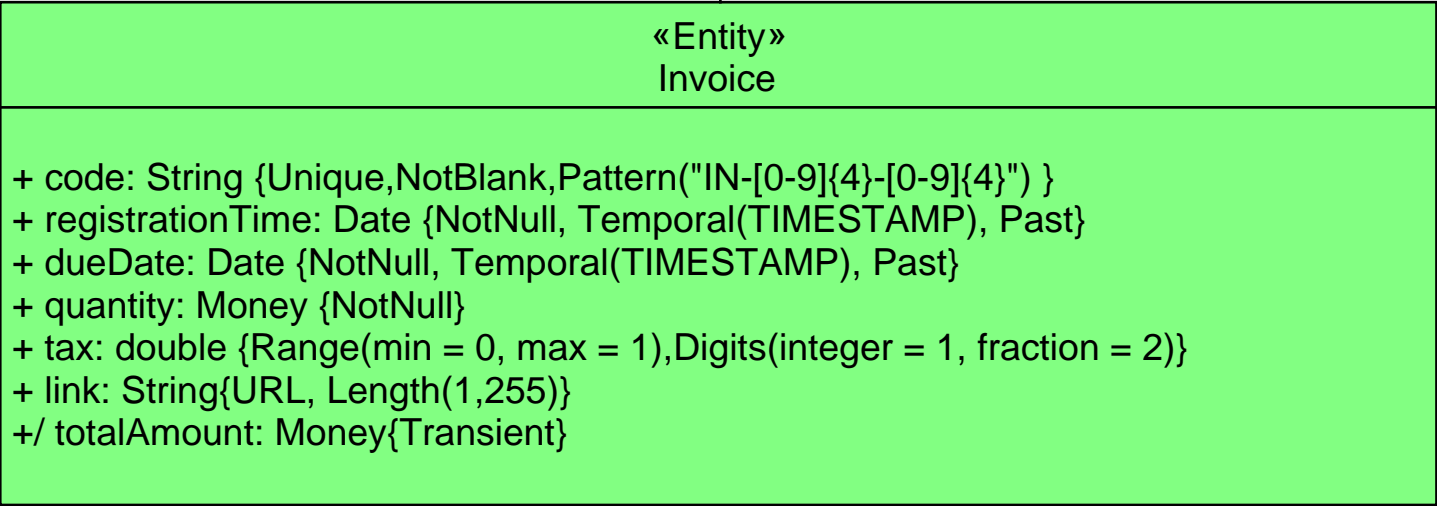 «Entity»
Invoice
+ code: String {Unique,NotBlank,Pattern("IN-[0-9]{4}-[0-9]{4}") }
+ registrationTime: Date {NotNull, Temporal(TIMESTAMP), Past}
+ dueDate: Date {NotNull, Temporal(TIMESTAMP), Past}
+ quantity: Money {NotNull}
+ tax: double {Range(min = 0, max = 1),Digits(integer = 1, fraction = 2)}
+ link: String{URL, Length(1,255)}
+/ totalAmount: Money{Transient}